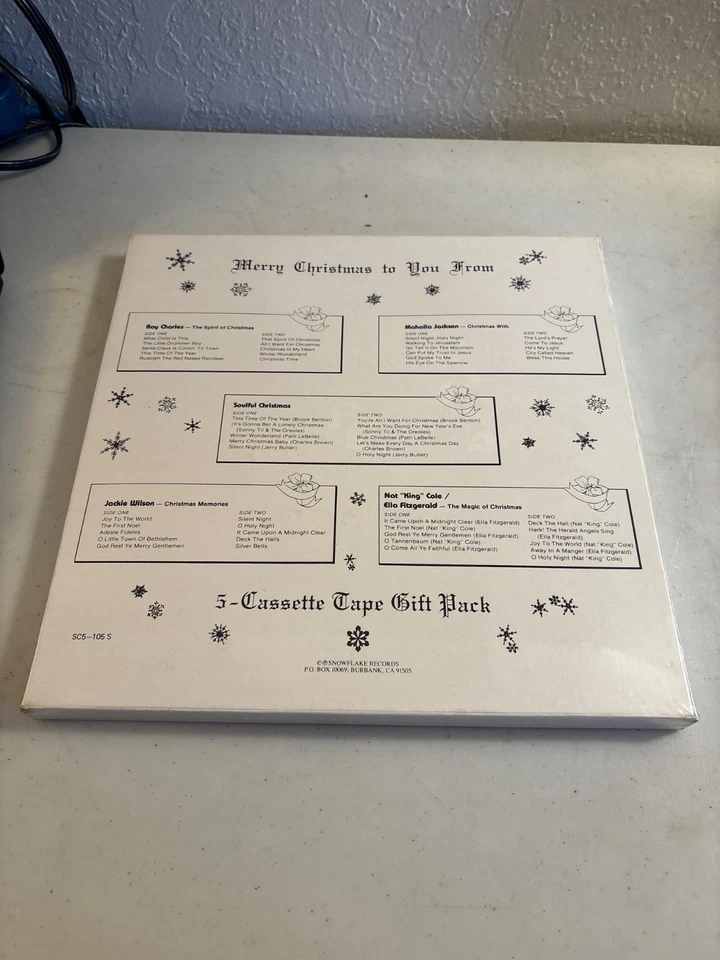 Merry Christmas to You From
Ray Charles — The Spirit of Christmas
SIDE ONE
What Child Is This
The Little Drummer Boy
Santa Claus Is Comin' To Town
This Time Of The Year
Rudolph The Red Nosed Reindeer
SIDE TWO
That Spirit Of Christmas
All I Want For Christmas
Christmas In My Heart
Winter Wonderland
Christmas Time
Mahalia Jackson — Christmas With
SIDE ONE
Silent Night, Holy Night
Walking To Jerusalem
Go Tell It On The Mountain
Can Put My Trust In Jesus
God Spoke To Me
His Eye On The Sparrow
SIDE TWO
The Lord's Prayer
Come To Jesus
He's My Light
City Called Heaven
Bless This House
Soulful Christmas
SIDE ONE
This Time Of The Year (Brook Benton)
(It's Gonna Be) A Lonely Christmas
(Sonny Til & The Oreoles)
Winter Wonderland (Patti LaBelle)
Merry Christmas Baby (Charles Brown)
Silent Night (Jerry Butler)
SIDE TWO
You're All I Want For Christmas (Brook Benton)
What Are You Doing For New Year's Eve
(Sonny Til & The Oreoles)
Blue Christmas (Patti LaBelle)
Let's Make Every Day A Christmas Day
(Charles Brown)
O Holy Night (Jerry Butler)
Jackie Wilson — Christmas Memories
SIDE ONE
Joy To The World
The First Noel
Adeste Fideles
O Little Town Of Bethlehem
God Rest Ye Merry Gentlemen
SIDE TWO
Silent Night
O Holy Night
It Came Upon A Midnight Clear
Deck The Halls
Silver Bells
Nat "King" Cole /
Ella Fitzgerald — The Magic of Christmas
SIDE ONE
It Came Upon A Midnight Clear (Ella Fitzgerald)
The First Noel (Nat "King" Cole)
God Rest Ye Merry Gentlemen (Ella Fitzgerald)
O Tannenbaum (Nat "King" Cole)
O Come All Ye Faithful (Ella Fitzgerald)
SIDE TWO
Deck The Hall (Nat "King" Cole)
Hark! The Herald Angels Sing
(Ella Fitzgerald)
Joy To The World (Nat "King" Cole)
Away In A Manger (Ella Fitzgerald)
O Holy Night (Nat "King" Cole)
5-Cassette Tape Gift Pack
SC5–105 S
©℗SNOWFLAKE RECORDS
P.O. BOX 10069, BURBANK, CA 91505